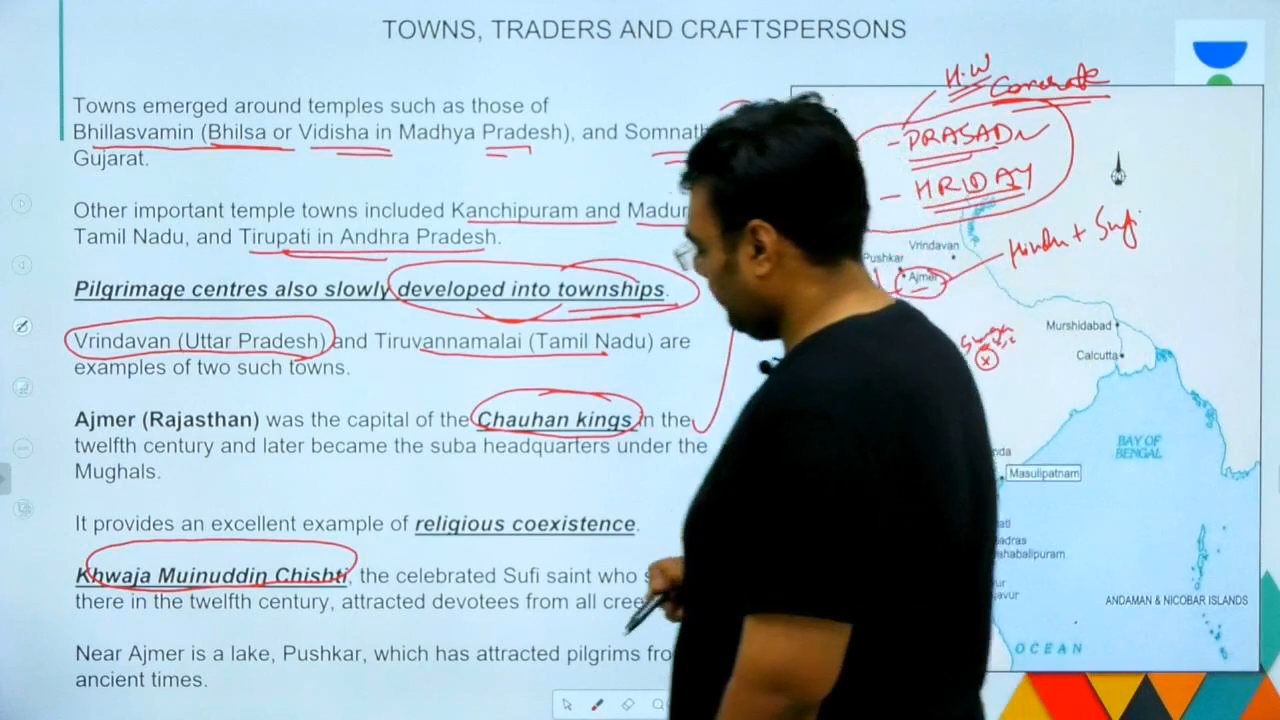 TOWNS, TRADERS AND CRAFTSPERSONS
Towns emerged around temples such as those of
Bhillasvamin (Bhilsa or Vidisha in Madhya Pradesh), and Somnath
Gujarat.
Other important temple towns included Kanchipuram and Madur
Tamil Nadu, and Tirupati in Andhra Pradesh.
Pilgrimage centres also slowly developed into townships.
Vrindavan (Uttar Pradesh) and Tiruvannamalai (Tamil Nadu) are
examples of two such towns.
Ajmer (Rajasthan) was the capital of the Chauhan kings in the
twelfth century and later became the suba headquarters under the
Mughals.
It provides an excellent example of religious coexistence.
Khwaja Muinuddin Chishti, the celebrated Sufi saint who s
there in the twelfth century, attracted devotees from all cree
Near Ajmer is a lake, Pushkar, which has attracted pilgrims fro
ancient times.
H.W
- PRASAD
- HRIDAY
Hindu + Sufi
Vrindavan
Pushkar
Ajmer
Murshidabad
Calcutta
BAY OF
BENGAL
nda
Masulipatnam
adras
ahabalipuram
avur
ANDAMAN & NICOBAR ISLANDS
OCEAN